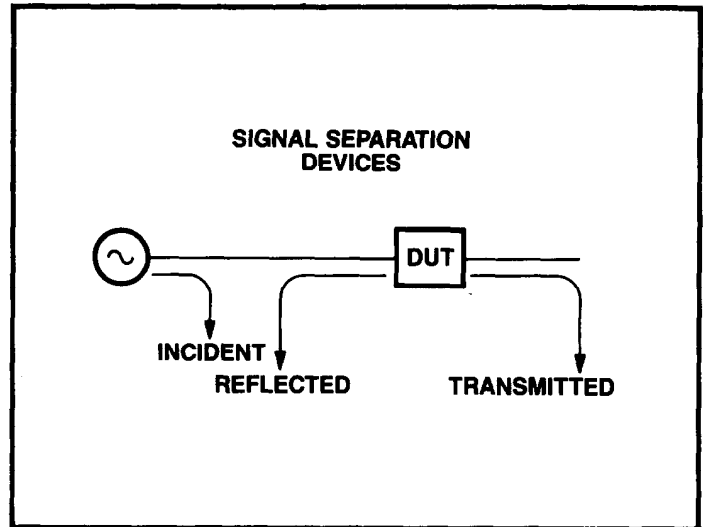 SIGNAL SEPARATION
DEVICES
DUT
INCIDENT
REFLECTED
TRANSMITTED